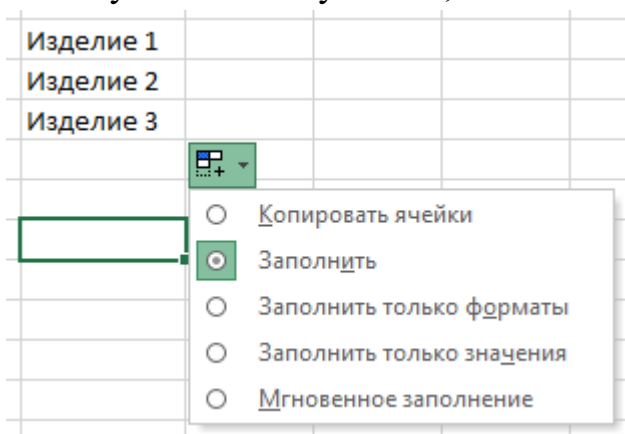 Изделие 1
Изделие 2
Изделие 3
Копировать ячейки
Заполнить
Заполнить только форматы
Заполнить только значения
Мгновенное заполнение